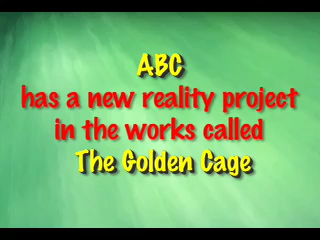 ABC
has a new reality project
in the works called
The Golden Cage